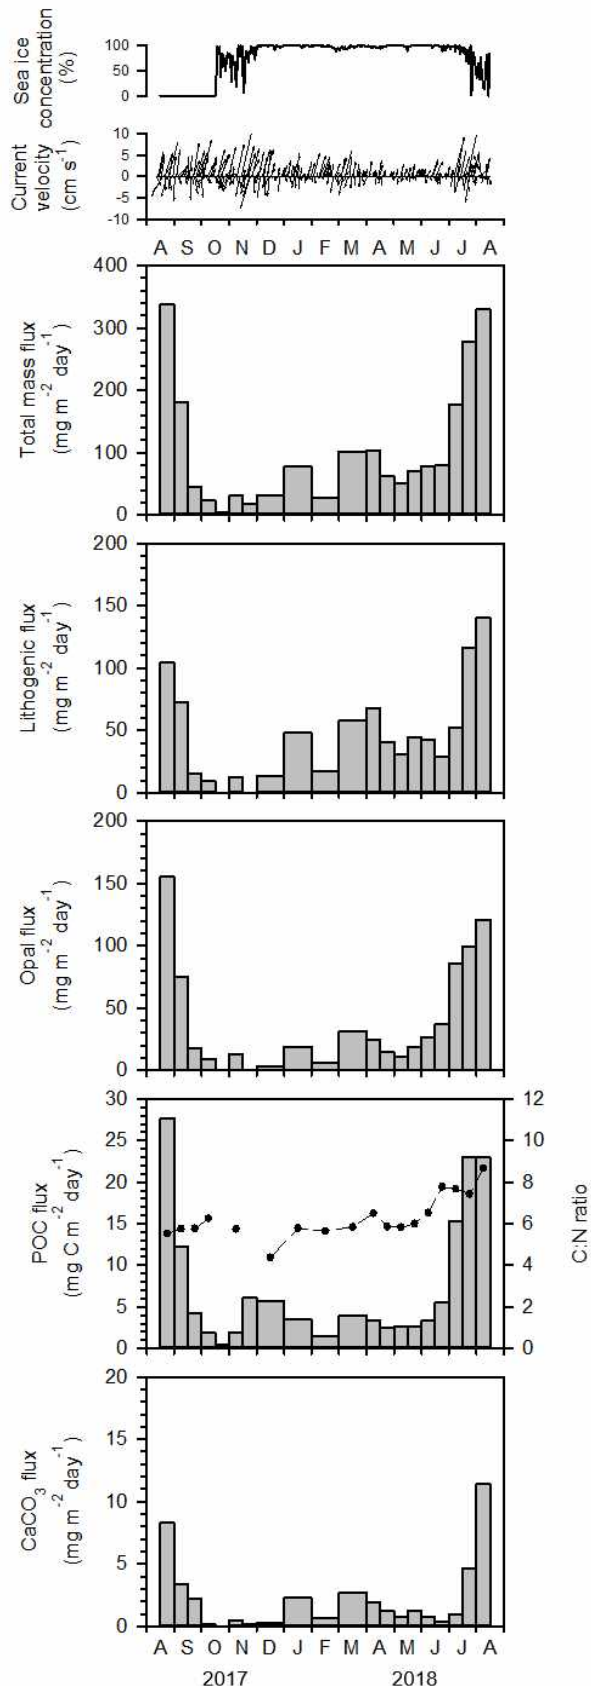 Sea ice
concentration
(%)
100
50
0
Current
velocity
(cm s-1)
10
5
0
-5
-10
A S O N D J F M A M J J A
Total mass flux
(mg m-2 day-1)
400
300
200
100
0
Lithogenic flux
(mg m-2 day-1)
200
150
100
50
0
Opal flux
(mg m-2 day-1)
200
150
100
50
0
POC flux
(mg C m-2 day-1)
30
25
20
15
10
5
0
12
10
8
6
4
2
0
C:N ratio
CaCO3 flux
(mg m-2 day-1)
20
15
10
5
0
A S O N D J F M A M J J A
2017 2018